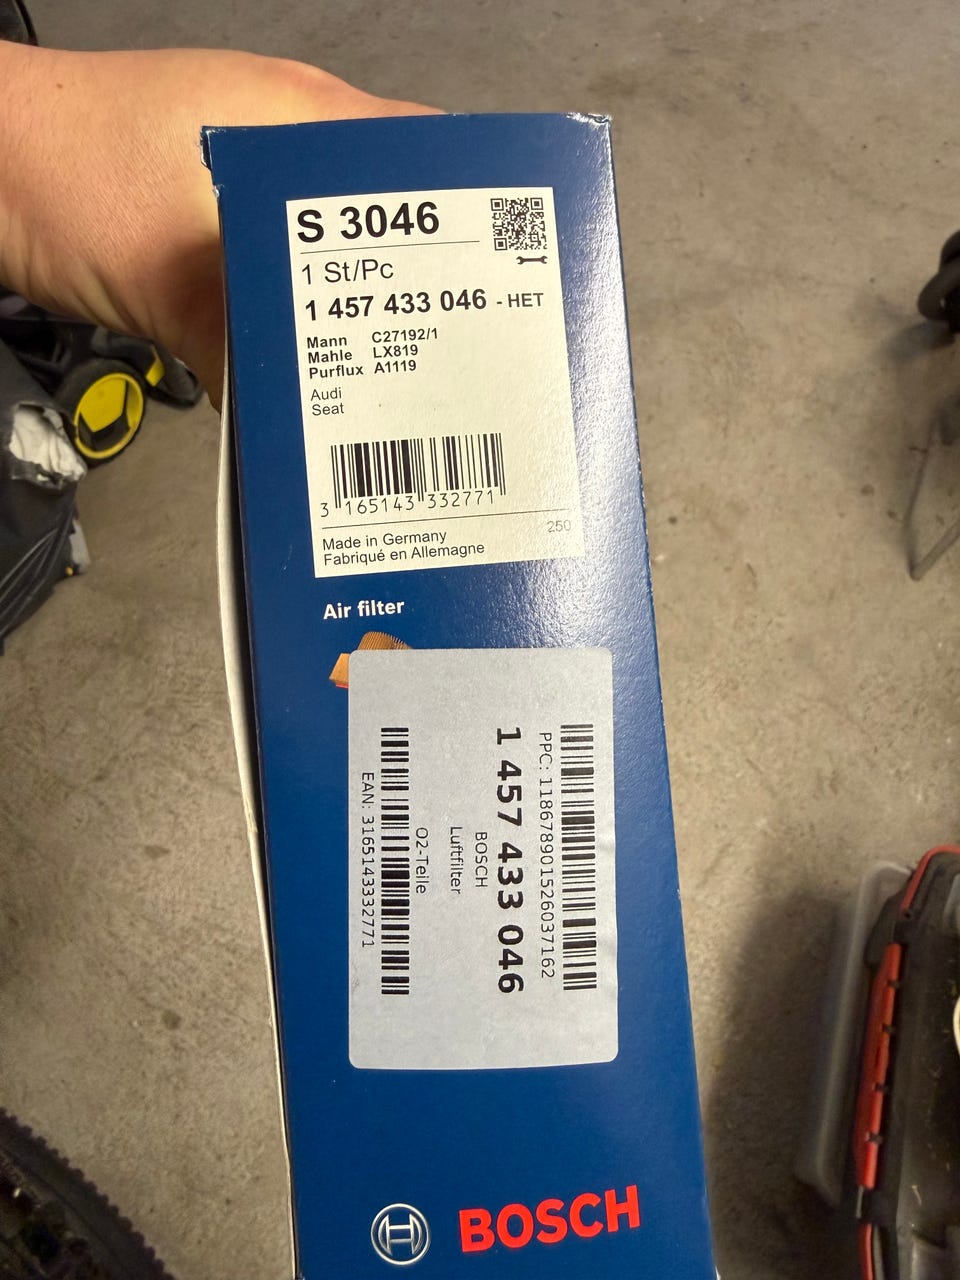 S 3046
1 St/Pc
1 457 433 046 - HET
Mann C27192/1
Mahle LX819
Purflux A1119
Audi
Seat
3 165143 332771
250
Made in Germany
Fabriqué en Allemagne
Air filter
PPC: 118678901526037162
1 457 433 046
BOSCH
Luftfilter
O2-Teile
EAN: 3165143332771
BOSCH